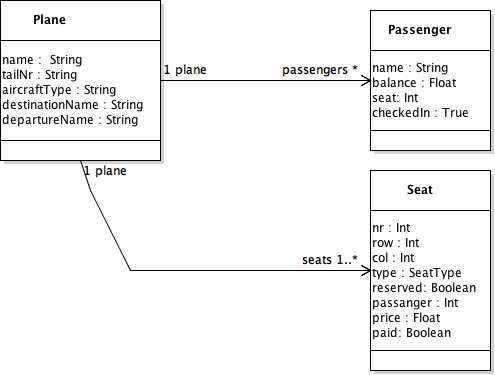 Plane
name :  String
tailNr : String
aircraftType : String
destinationName : String
departureName : String
1 plane
passengers *
Passenger
name : String
balance : Float
seat: Int
checkedIn : True
1 plane
seats 1..*
Seat
nr : Int
row : Int
col : Int
type : SeatType
reserved: Boolean
passanger : Int
price : Float
paid: Boolean